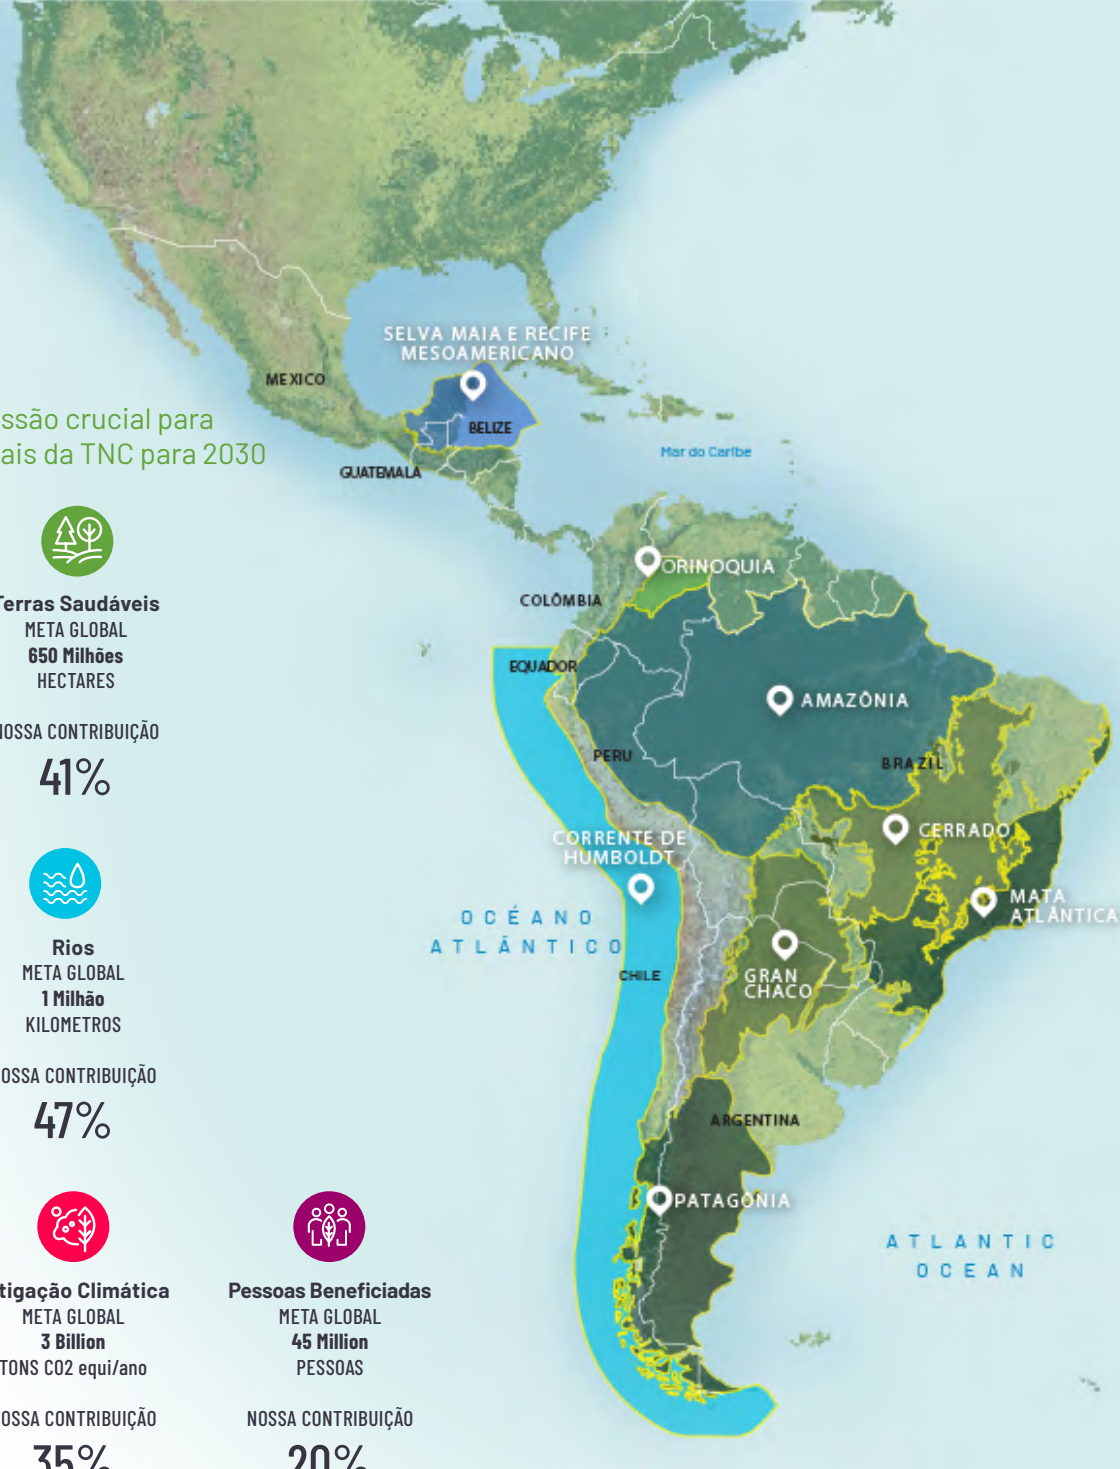 SELVA MAIA E RECIFE
MESOAMERICANO
MEXICO
BELIZE
GUATEMALA
Mar do Caribe
ssão crucial para
ais da TNC para 2030
Terras Saudáveis
META GLOBAL
650 Milhões
HECTARES
NOSSA CONTRIBUIÇÃO
41%
Rios
META GLOBAL
1 Milhão
KILOMETROS
OSSA CONTRIBUIÇÃO
47%
tigação Climática
META GLOBAL
3 Billion
TONS CO2 equi/ano
OSSA CONTRIBUIÇÃO
35%
Pessoas Beneficiadas
META GLOBAL
45 Million
PESSOAS
NOSSA CONTRIBUIÇÃO
20%
ORINOQUIA
COLÔMBIA
EQUADOR
AMAZÔNIA
PERU
BRAZIL
CERRADO
CORRENTE DE
HUMBOLDT
MATA
ATLÂNTICA
OCÉANO
ATLÂNTICO
CHILE
GRAN
CHACO
ARGENTINA
PATAGÔNIA
ATLANTIC
OCEAN